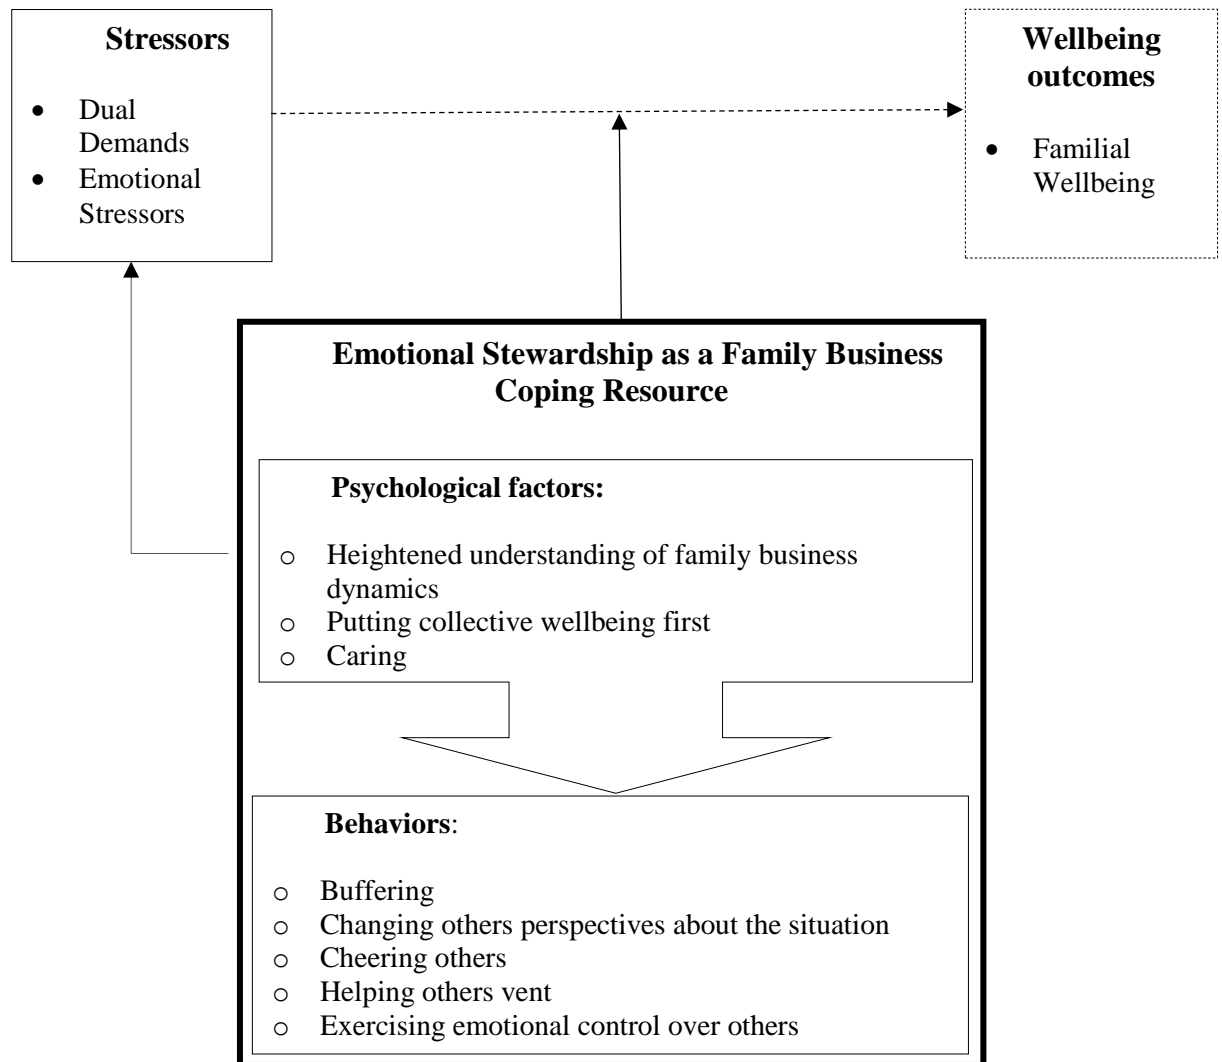 Stressors
• Dual
Demands
• Emotional
Stressors
Wellbeing
outcomes
• Familial
Wellbeing
Emotional Stewardship as a Family Business
Coping Resource
Psychological factors:
o Heightened understanding of family business
dynamics
o Putting collective wellbeing first
o Caring
Behaviors:
o Buffering
o Changing others perspectives about the situation
o Cheering others
o Helping others vent
o Exercising emotional control over others